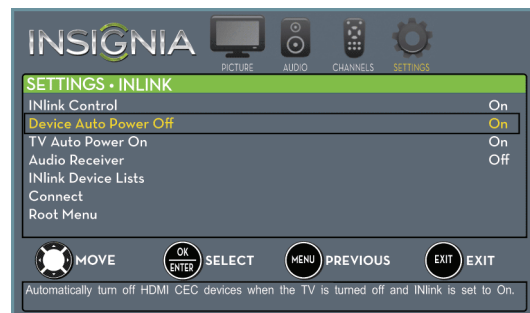 INSIGNIA
PICTURE AUDIO CHANNELS SETTINGS
SETTINGS • INLINK
INlink Control On
Device Auto Power Off On
TV Auto Power On On
Audio Receiver Off
INlink Device Lists
Connect
Root Menu
MOVE OK ENTER SELECT MENU PREVIOUS EXIT EXIT
Automatically turn off HDMI CEC devices when the TV is turned off and INlink is set to On.